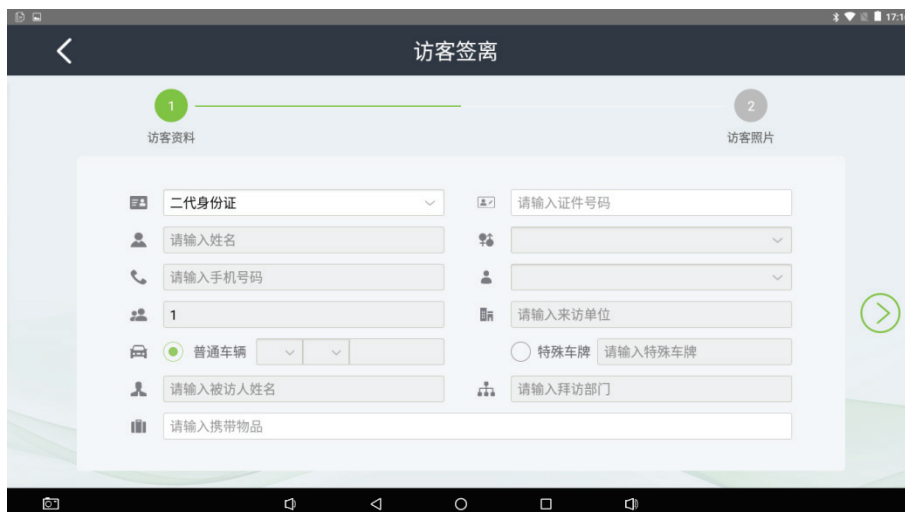 17:1
访客签离
1
2
访客资料
访客照片
二代身份证
请输入证件号码
请输入姓名
请输入手机号码
1
请输入来访单位
普通车辆
特殊车牌
请输入特殊车牌
请输入被访人姓名
请输入拜访部门
请输入携带物品